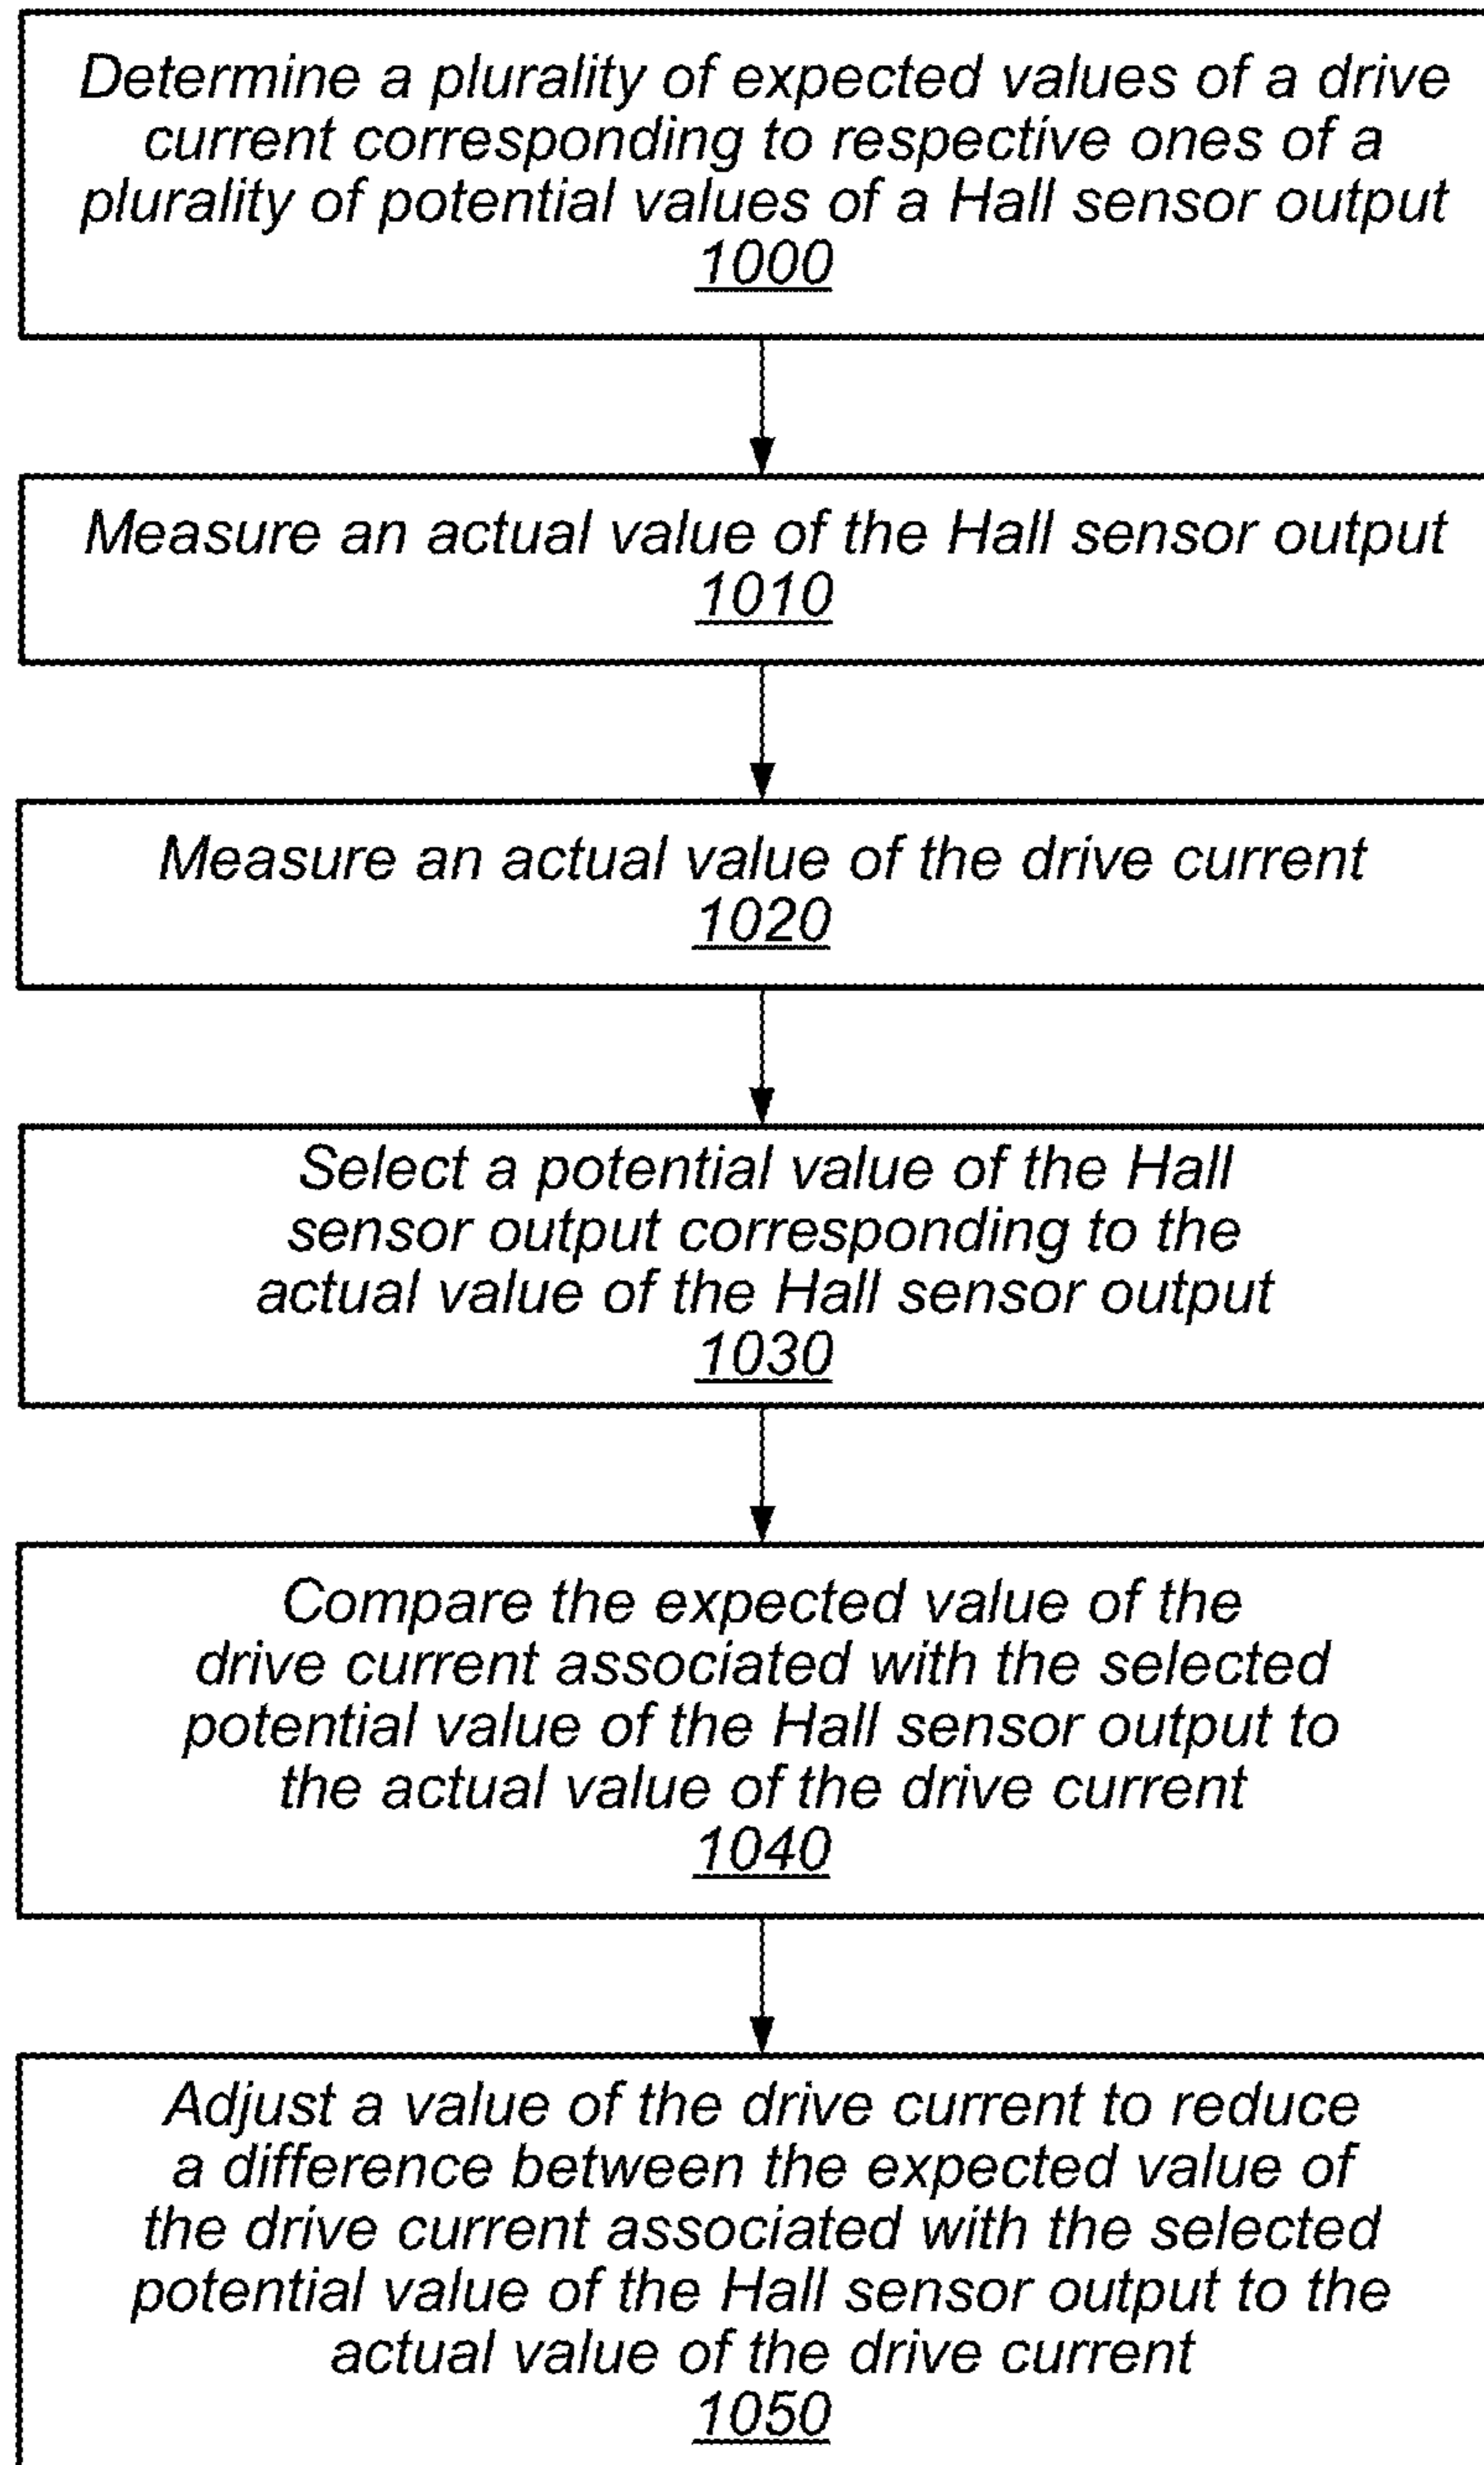 Determine a plurality of expected values of a drive
current corresponding to respective ones of a
plurality of potential values of a Hall sensor output
1000
Measure an actual value of the Hall sensor output
1010
Measure an actual value of the drive current
1020
Select a potential value of the Hall
sensor output corresponding to the
actual value of the Hall sensor output
1030
Compare the expected value of the
drive current associated with the selected
potential value of the Hall sensor output to
the actual value of the drive current
1040
Adjust a value of the drive current to reduce
a difference between the expected value of
the drive current associated with the selected
potential value of the Hall sensor output to the
actual value of the drive current
1050